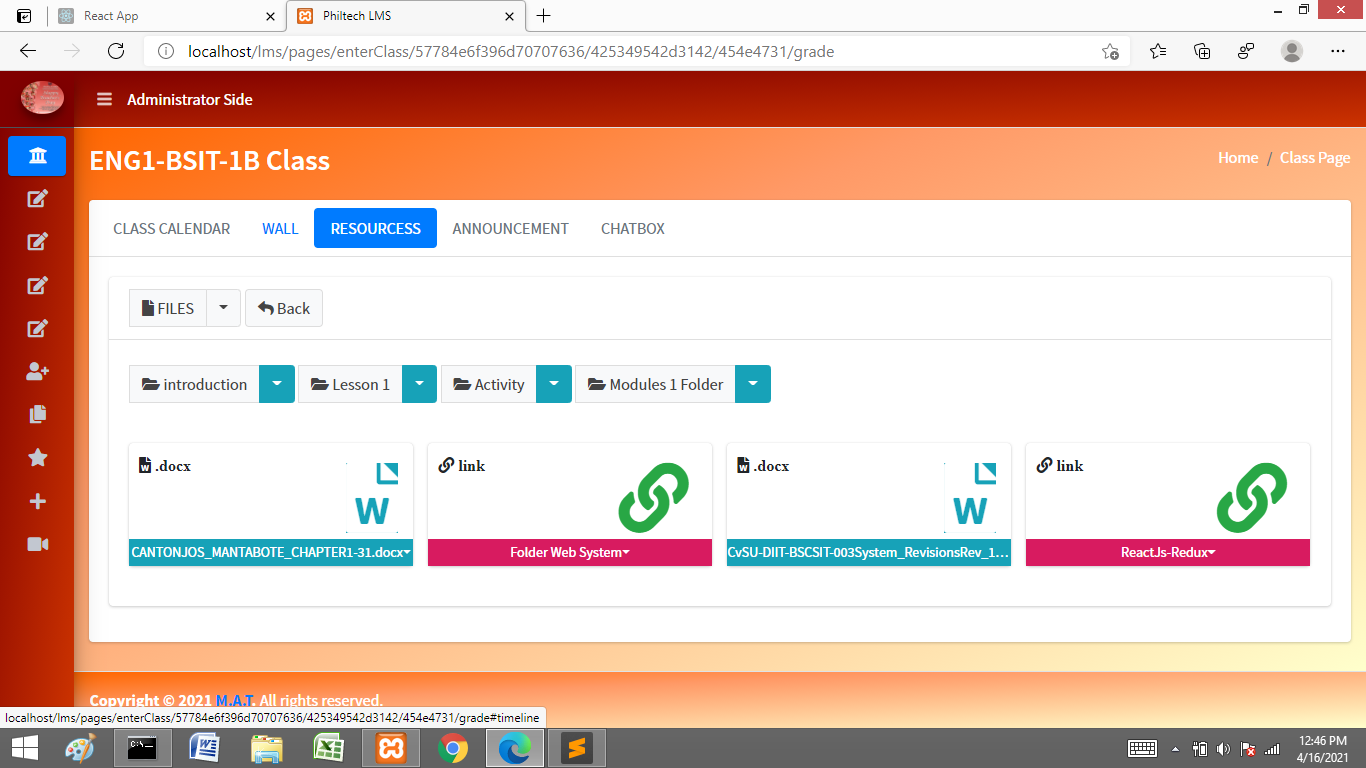 React App
Philtech LMS
localhost/lms/pages/enterClass/57784e6f396d70707636/425349542d3142/454e4731/grade
Administrator Side
ENG1-BSIT-1B Class
Home / Class Page
CLASS CALENDAR WALL RESOURCESS ANNOUNCEMENT CHATBOX
FILES Back
introduction Lesson 1 Activity Modules 1 Folder
.docx link .docx link
W W
CANTONJOS_MANTABOTE_CHAPTER1-31.docx Folder Web System CvSU-DIIT-BSCSIT-003System_RevisionsRev_1... ReactJs-Redux
Copyright © 2021 M.A.T. All rights reserved.
localhost/lms/pages/enterClass/57784e6f396d70707636/425349542d3142/454e4731/grade#timeline
12:46 PM
4/16/2021